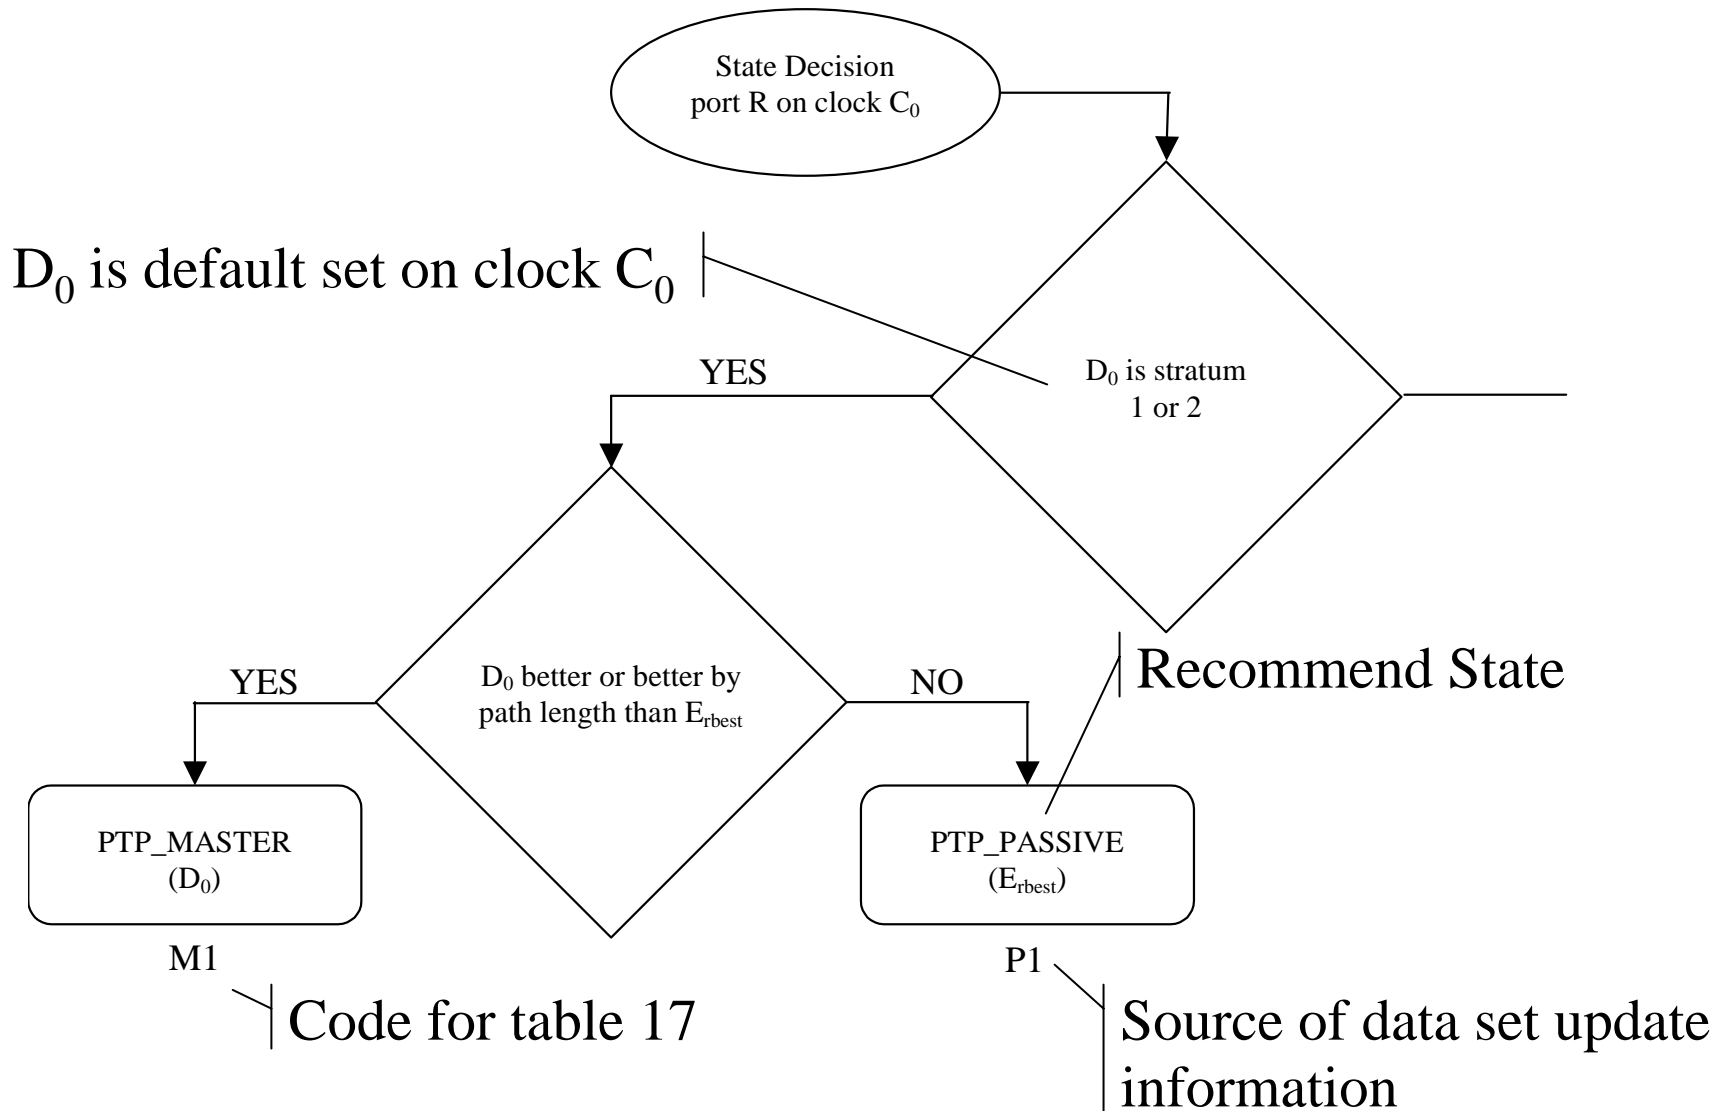 State Decision
port R on clock C₀
D₀ is default set on clock C₀
YES
D₀ is stratum
1 or 2
YES
D₀ better or better by
path length than E_rbest
NO
Recommend State
PTP_MASTER
(D₀)
PTP_PASSIVE
(E_rbest)
M1
P1
Code for table 17
Source of data set update
information